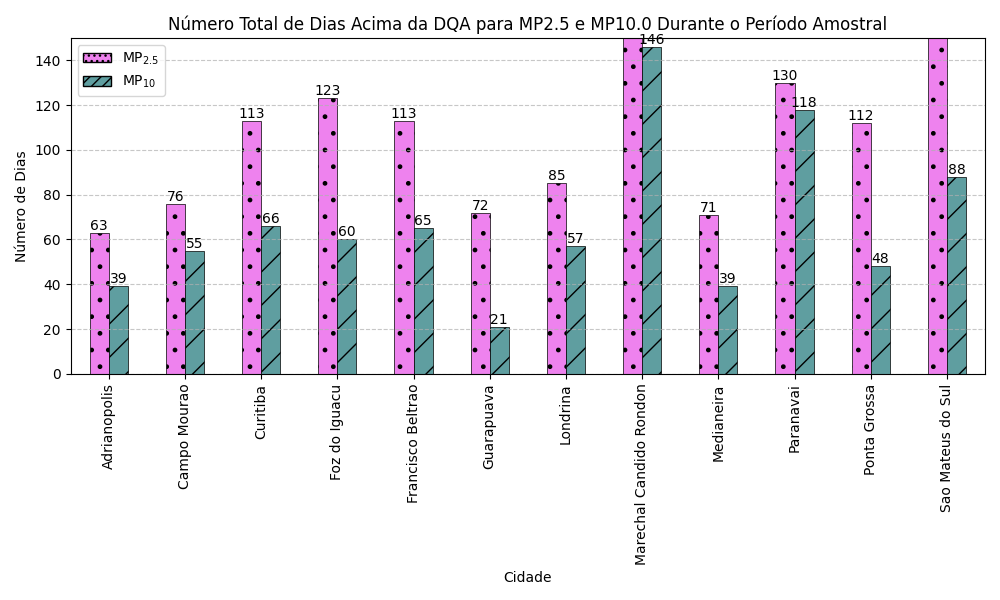 Número Total de Dias Acima da DQA para MP2.5 e MP10.0 Durante o Período Amostral
MP2.5
MP10
Número de Dias
140
120
100
80
60
40
20
0
63
39
76
55
113
66
123
60
113
65
72
21
85
57
146
71
39
130
118
112
48
88
Adrianopolis
Campo Mourao
Curitiba
Foz do Iguacu
Francisco Beltrao
Guarapuava
Londrina
Marechal Candido Rondon
Medianeira
Paranavai
Ponta Grossa
Sao Mateus do Sul
Cidade